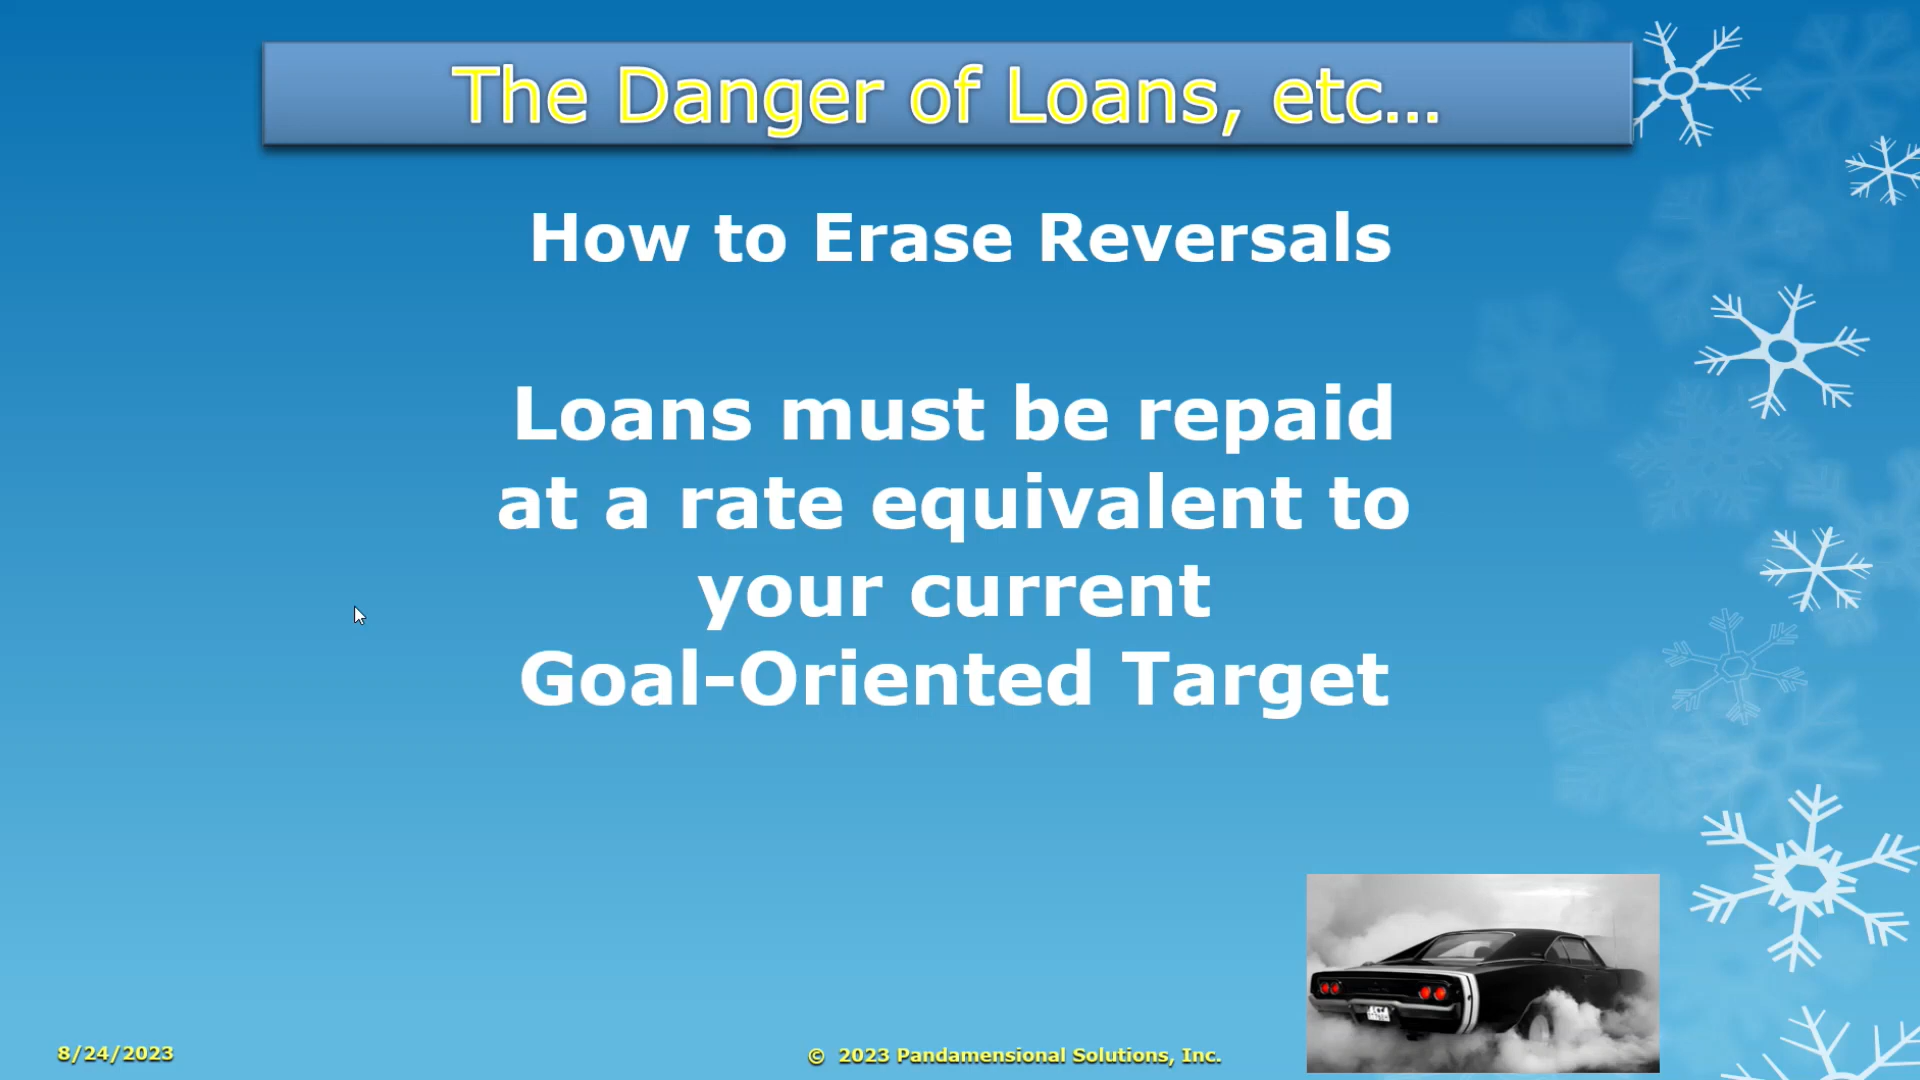 The Danger of Loans, etc...
How to Erase Reversals
Loans must be repaid
at a rate equivalent to
your current
Goal-Oriented Target
8/24/2023
© 2023 Pandamensional Solutions, Inc.